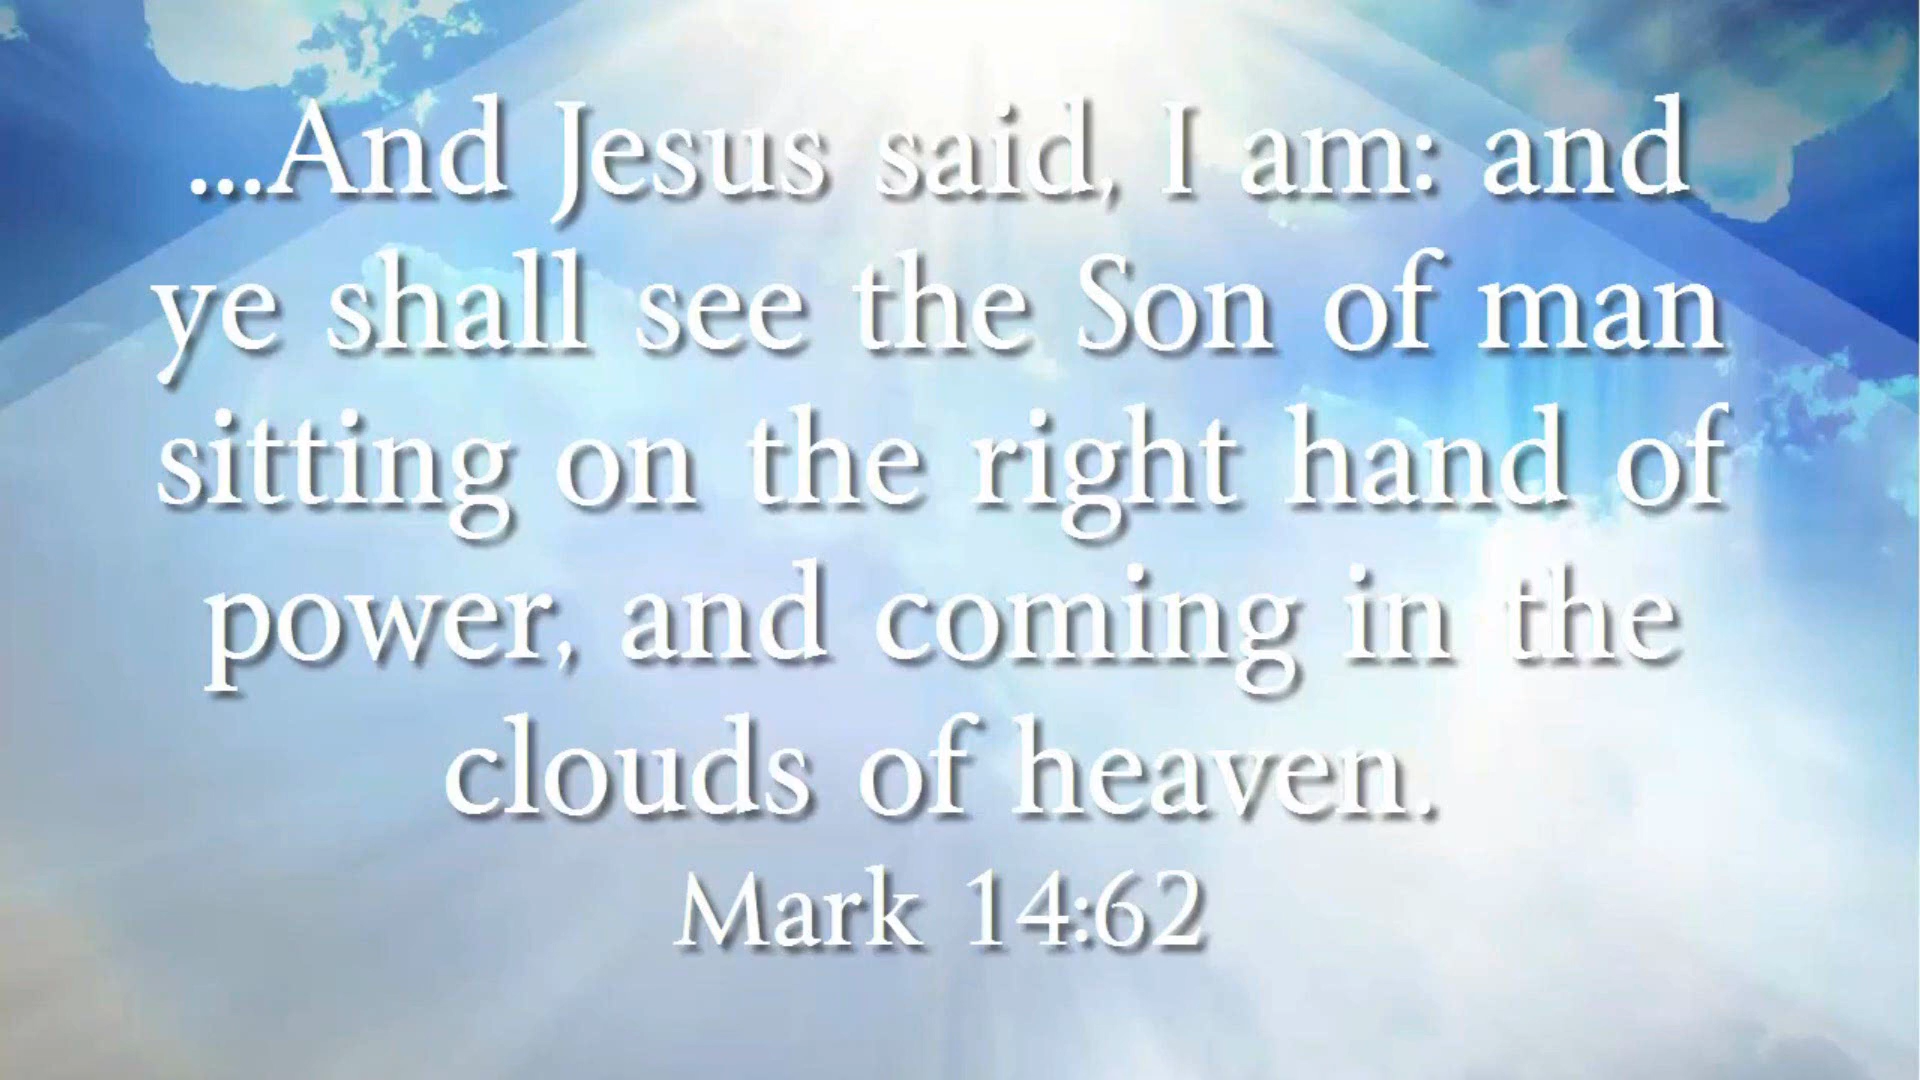 ...And Jesus said, I am: and
ye shall see the Son of man
sitting on the right hand of
power, and coming in the
clouds of heaven.
Mark 14:62